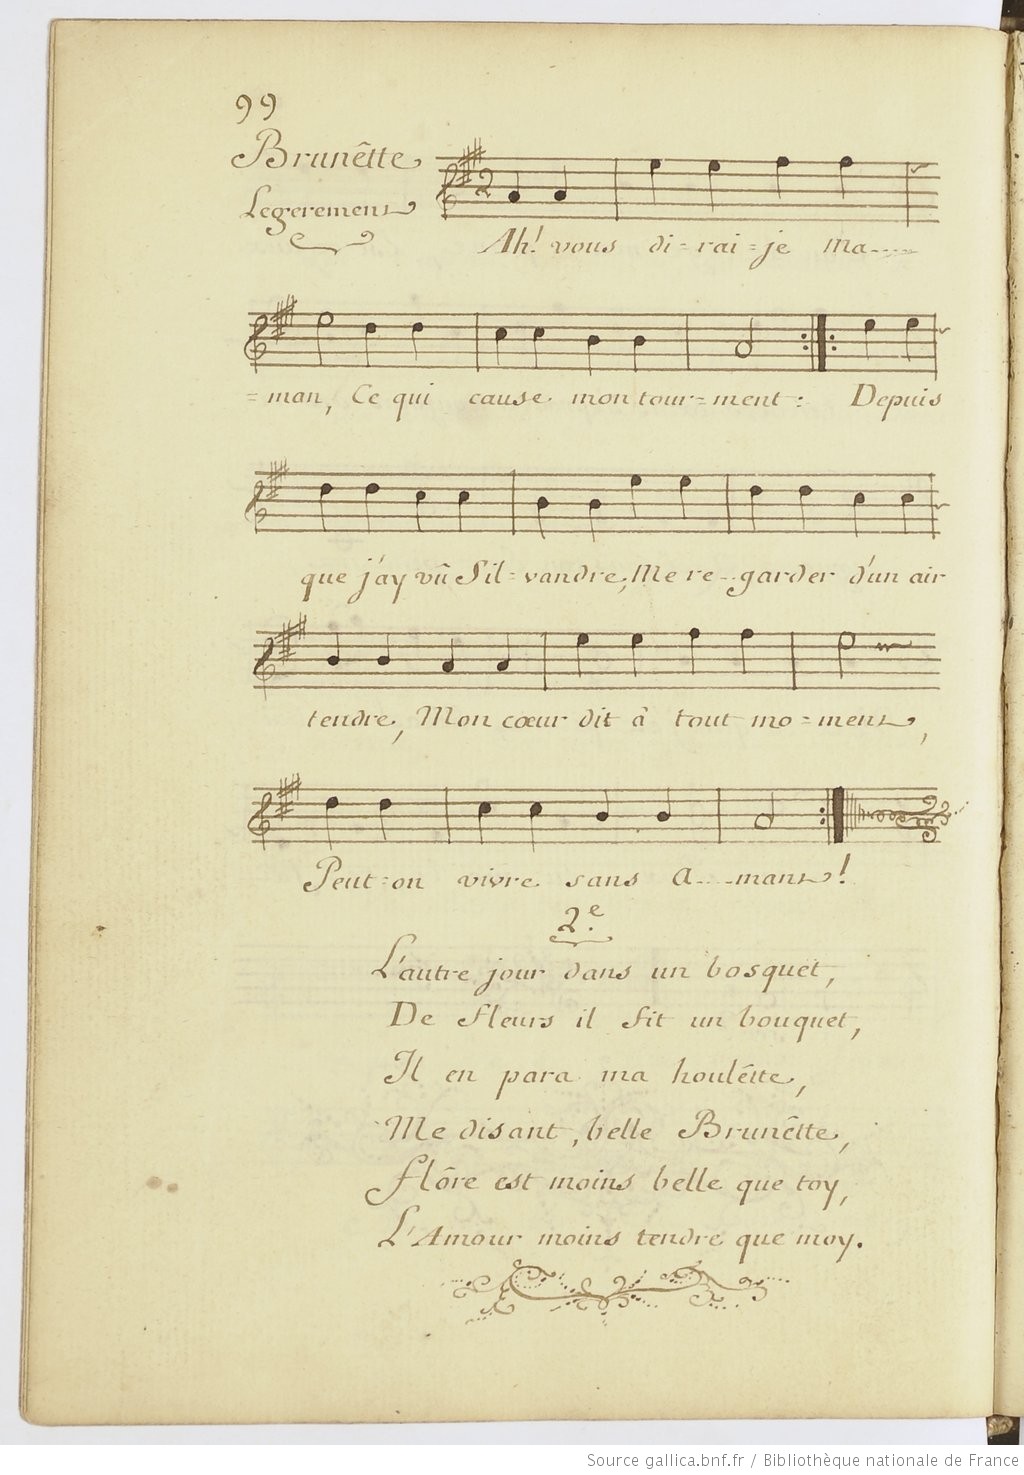 99
Brunêtte
Legerement
Ah! vous di=rai=je ma
=man, Ce qui cause mon tour=ment: Depuis
que j'ay vû Sil=vandre, Me re--garder d'un air
tendre, Mon cœur dit à tout mo=ment,
Peut=on vivre sans A---mant!
2.e
L'autre jour dans un bosquet,
De fleurs il fit un bouquet,
Il en para ma houlêtte,
Me disant, belle Brunêtte,
Flôre est moins belle que toy,
L'Amour moins tendre que moy.
Source gallica.bnf.fr / Bibliothèque nationale de France